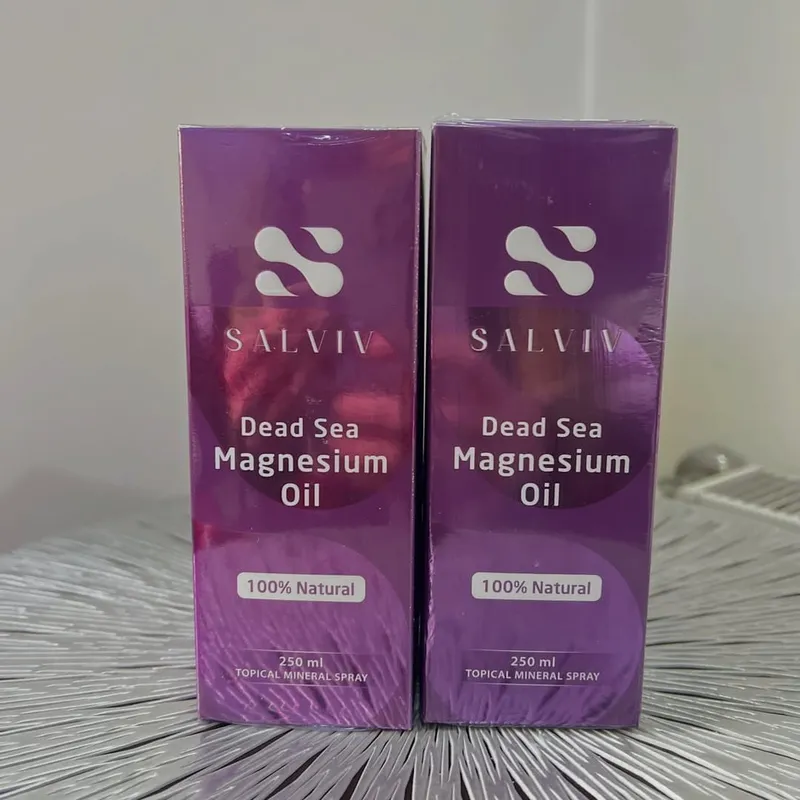 SALVIV
Dead Sea
Magnesium
Oil
100% Natural
250 ml
TOPICAL MINERAL SPRAY
SALVIV
Dead Sea
Magnesium
Oil
100% Natural
250 ml
TOPICAL MINERAL SPRAY